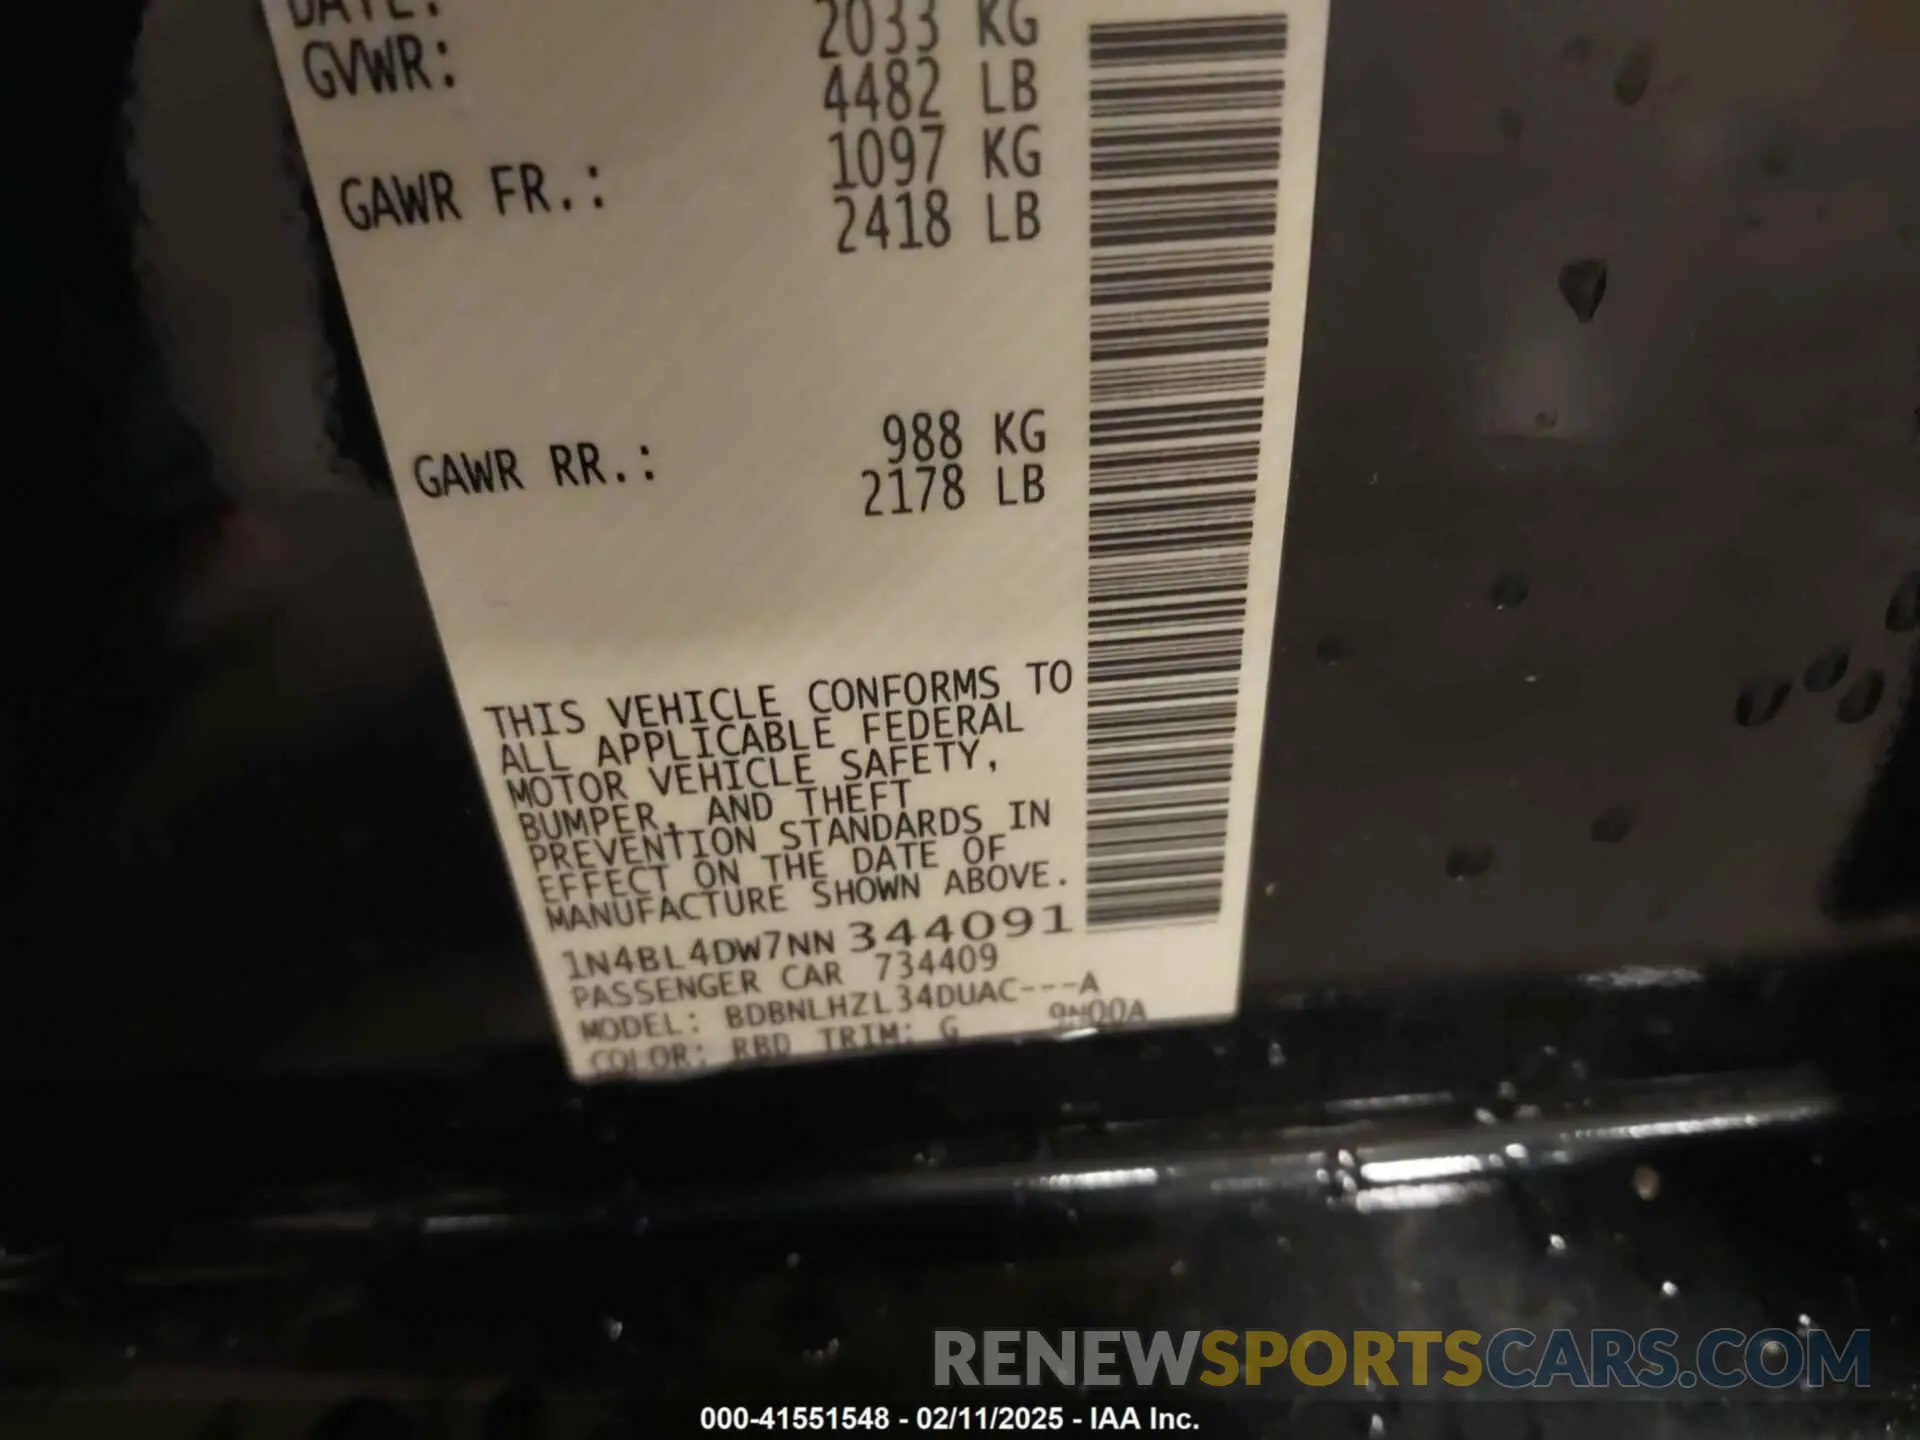 DATE:
GVWR: 2033 KG
4482 LB
GAWR FR.: 1097 KG
2418 LB
GAWR RR.: 988 KG
2178 LB
THIS VEHICLE CONFORMS TO
ALL APPLICABLE FEDERAL
MOTOR VEHICLE SAFETY,
BUMPER, AND THEFT
PREVENTION STANDARDS IN
EFFECT ON THE DATE OF
MANUFACTURE SHOWN ABOVE.
1N4BL4DW7NN344091
PASSENGER CAR 734409
MODEL: BDBNLHZL34DUAC---A
COLOR: RBD TRIM: G 9N00A
RENEWSPORTSCARS.COM
000-41551548 - 02/11/2025 - IAA Inc.